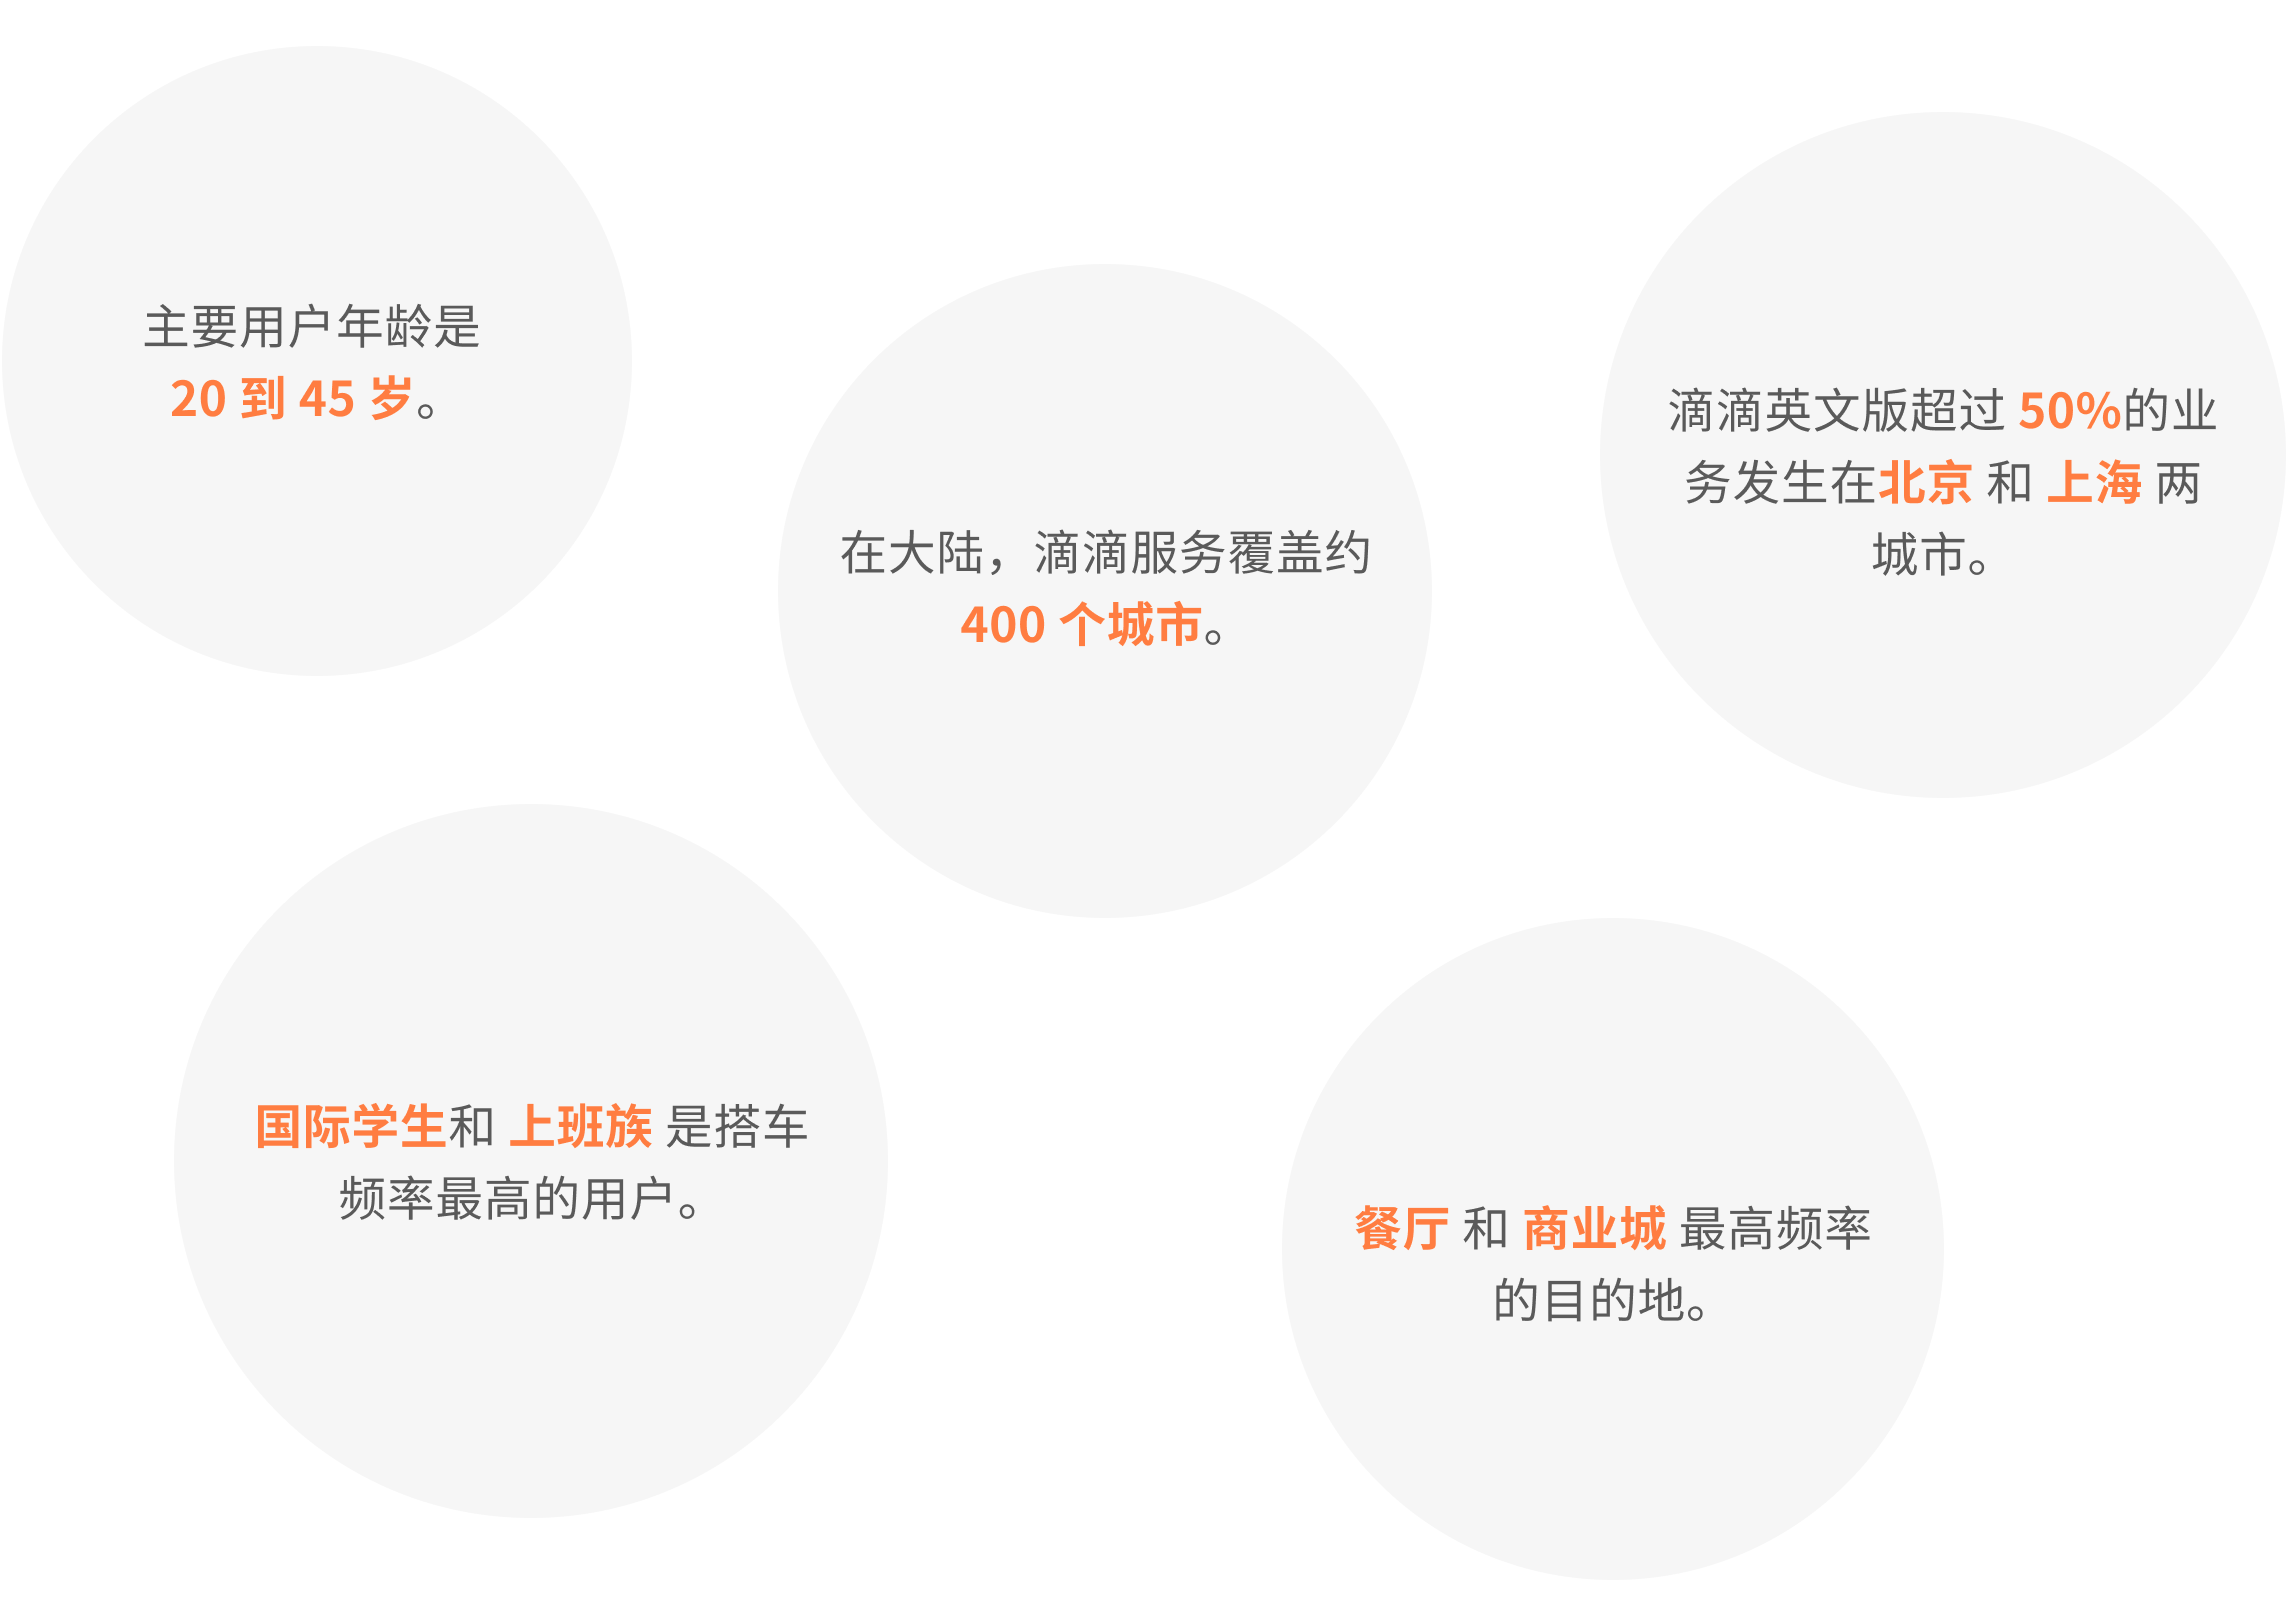 主要用户年龄是
20 到 45 岁。
在大陆，滴滴服务覆盖约
400 个城市。
滴滴英文版超过 50%的业
务发生在北京 和 上海 两
城市。
国际学生和 上班族 是搭车
频率最高的用户。
餐厅 和 商业城 最高频率
的目的地。